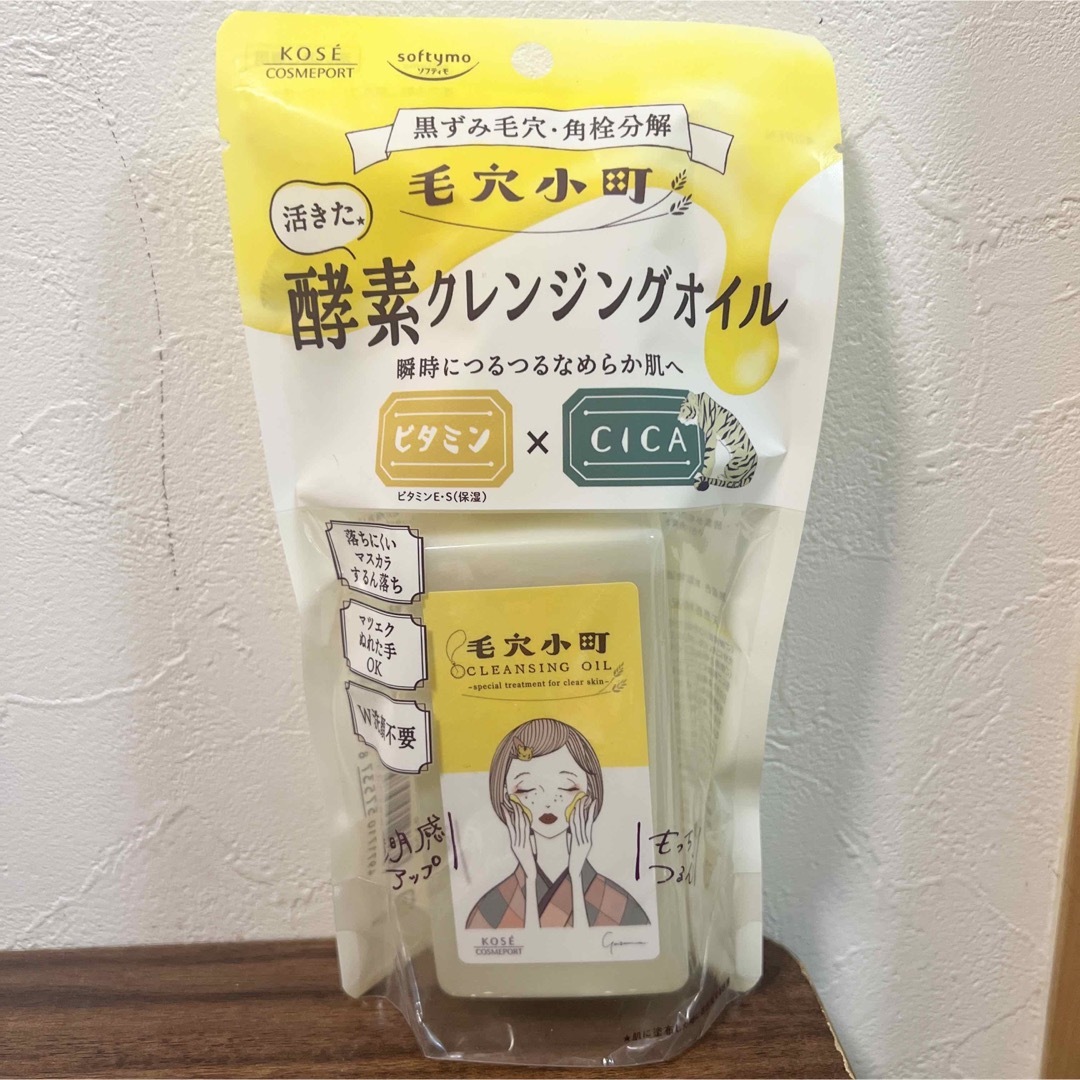 KOSÉ
COSMEPORT
softymo
ソフティモ
黒ずみ毛穴・角栓分解
毛穴小町
活きた★
酵素クレンジングオイル
瞬時につるつるなめらか肌へ
ビタミン
×
CICA
ビタミンE・S(保湿)
落ちにくい
マスカラ
するん落ち
マツエク
ぬれた手
OK
W洗顔不要
毛穴小町
CLEANSING OIL
~special treatment for clear skin~
明感
アップ
もっち
つるん
KOSÉ
COSMEPORT